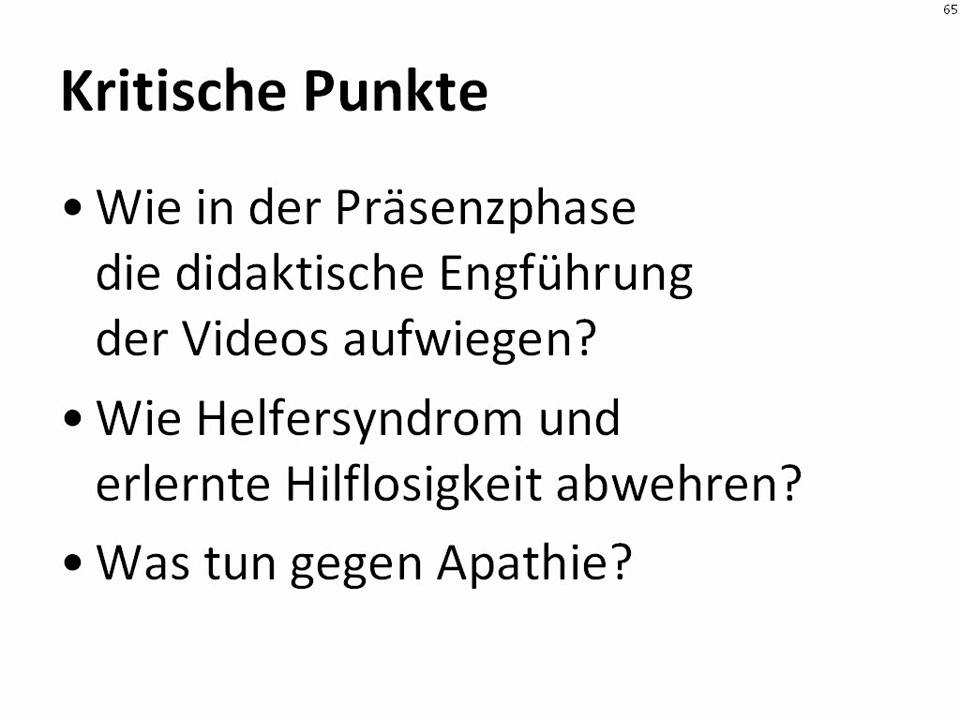 65
Kritische Punkte
• Wie in der Präsenzphase
die didaktische Engführung
der Videos aufwiegen?
• Wie Helfersyndrom und
erlernte Hilflosigkeit abwehren?
• Was tun gegen Apathie?